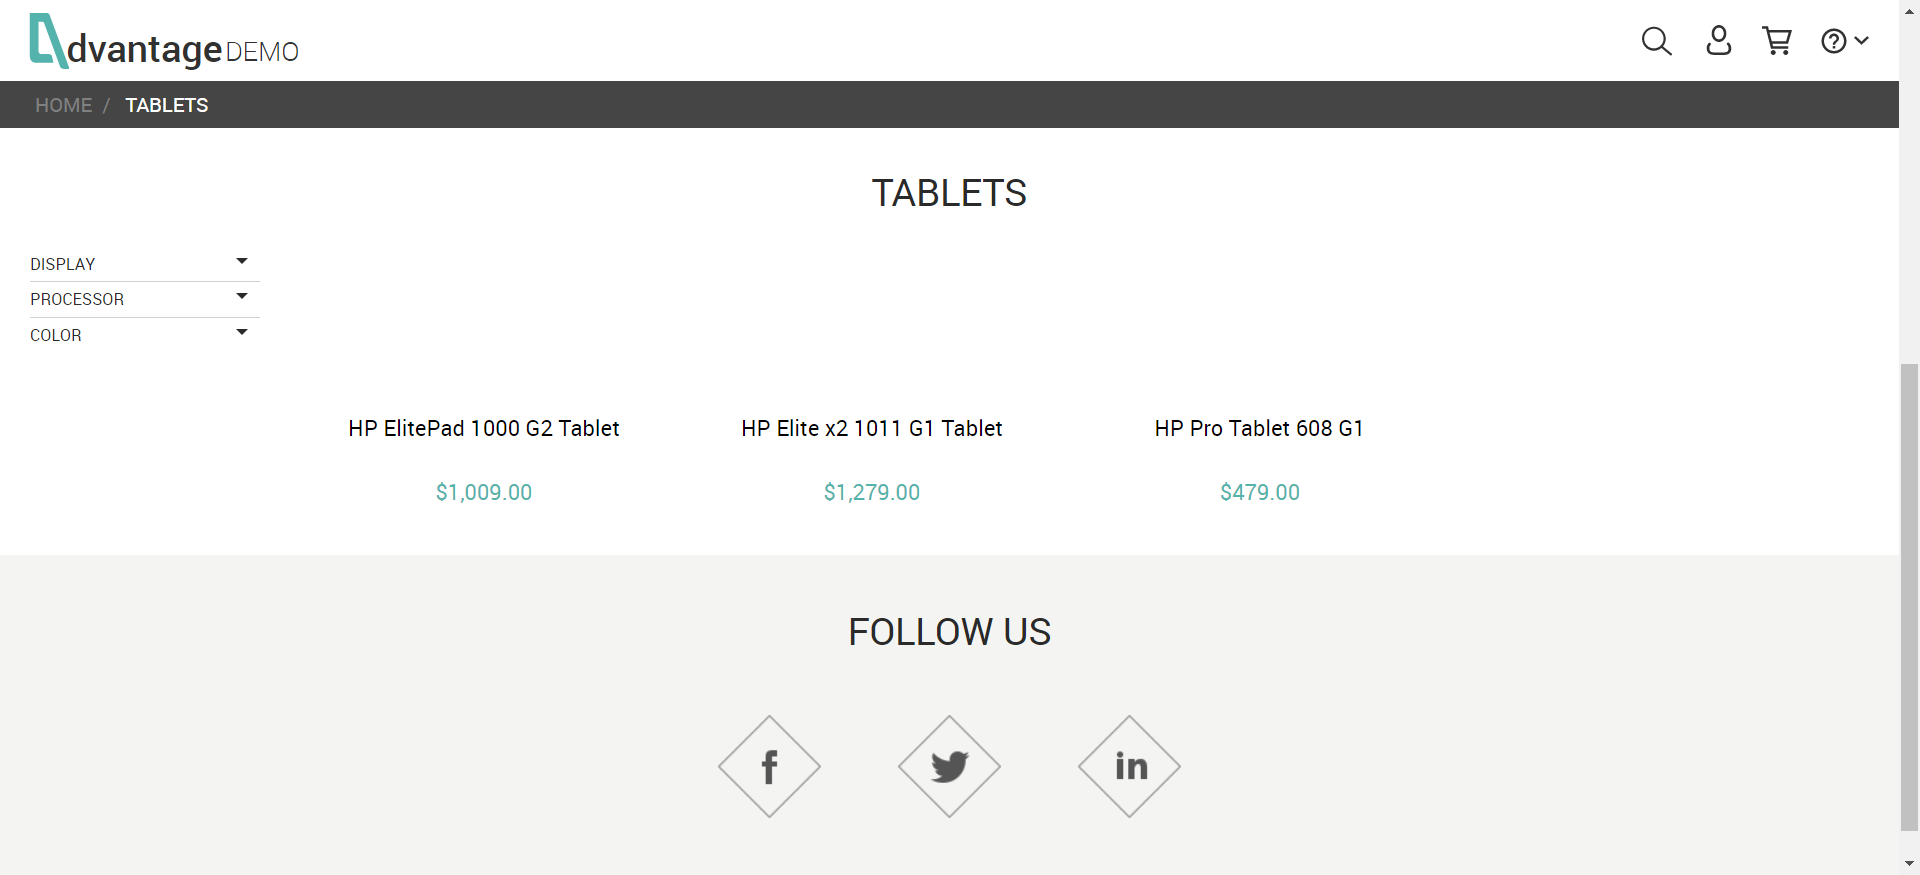 dvantage DEMO
HOME / TABLETS
TABLETS
DISPLAY
PROCESSOR
COLOR
HP ElitePad 1000 G2 Tablet
HP Elite x2 1011 G1 Tablet
HP Pro Tablet 608 G1
$1,009.00
$1,279.00
$479.00
FOLLOW US
f
in